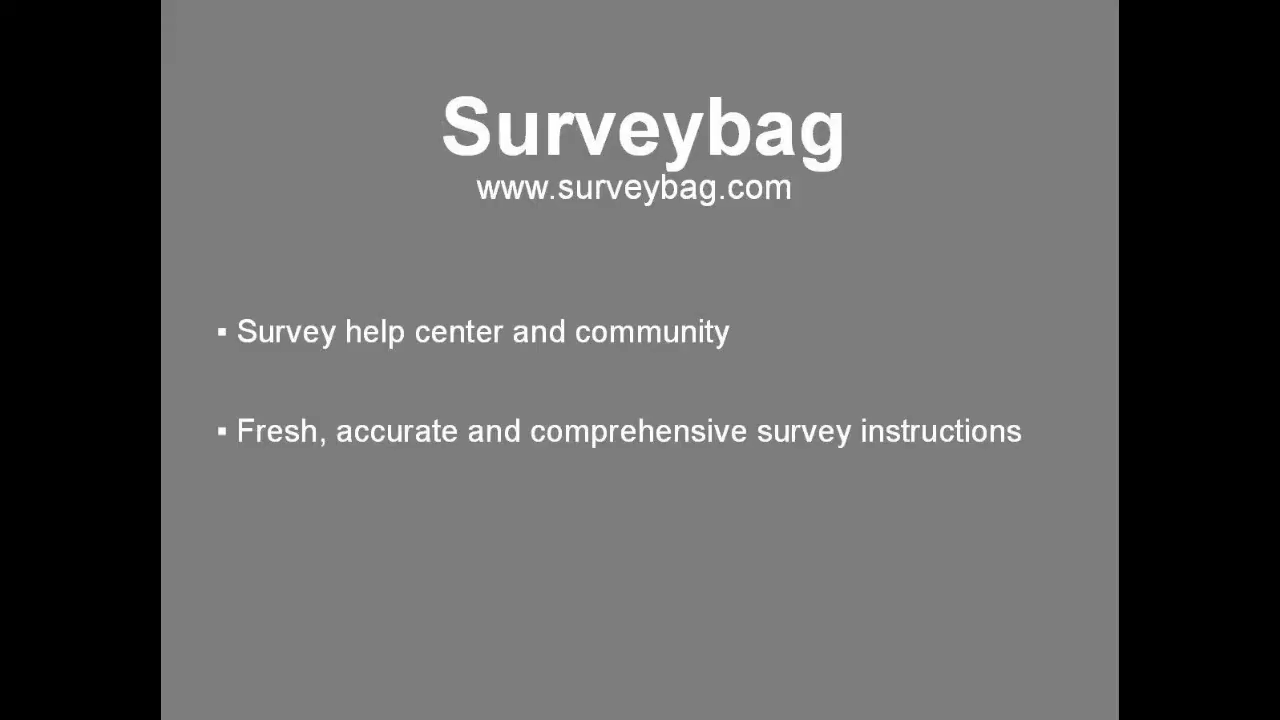 Surveybag
www.surveybag.com
▪ Survey help center and community
▪ Fresh, accurate and comprehensive survey instructions